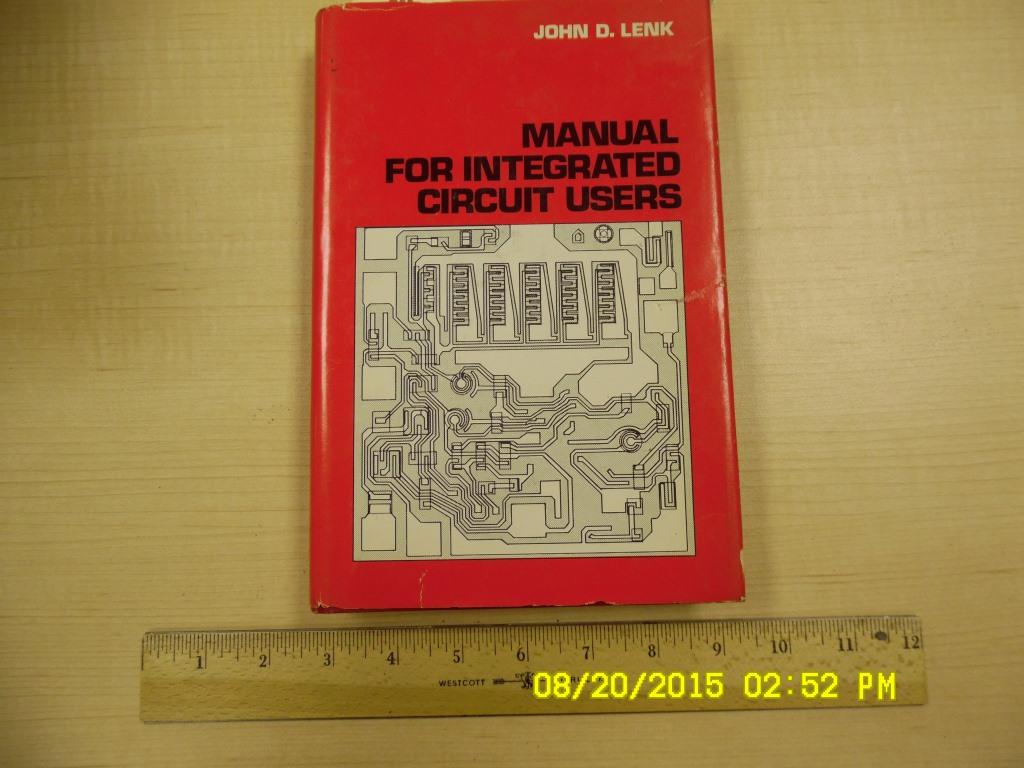 JOHN D. LENK
MANUAL
FOR INTEGRATED
CIRCUIT USERS
1 2 3 4 5 6 7 8 9 10 11 12
WESTCOTT
08/20/2015 02:52 PM